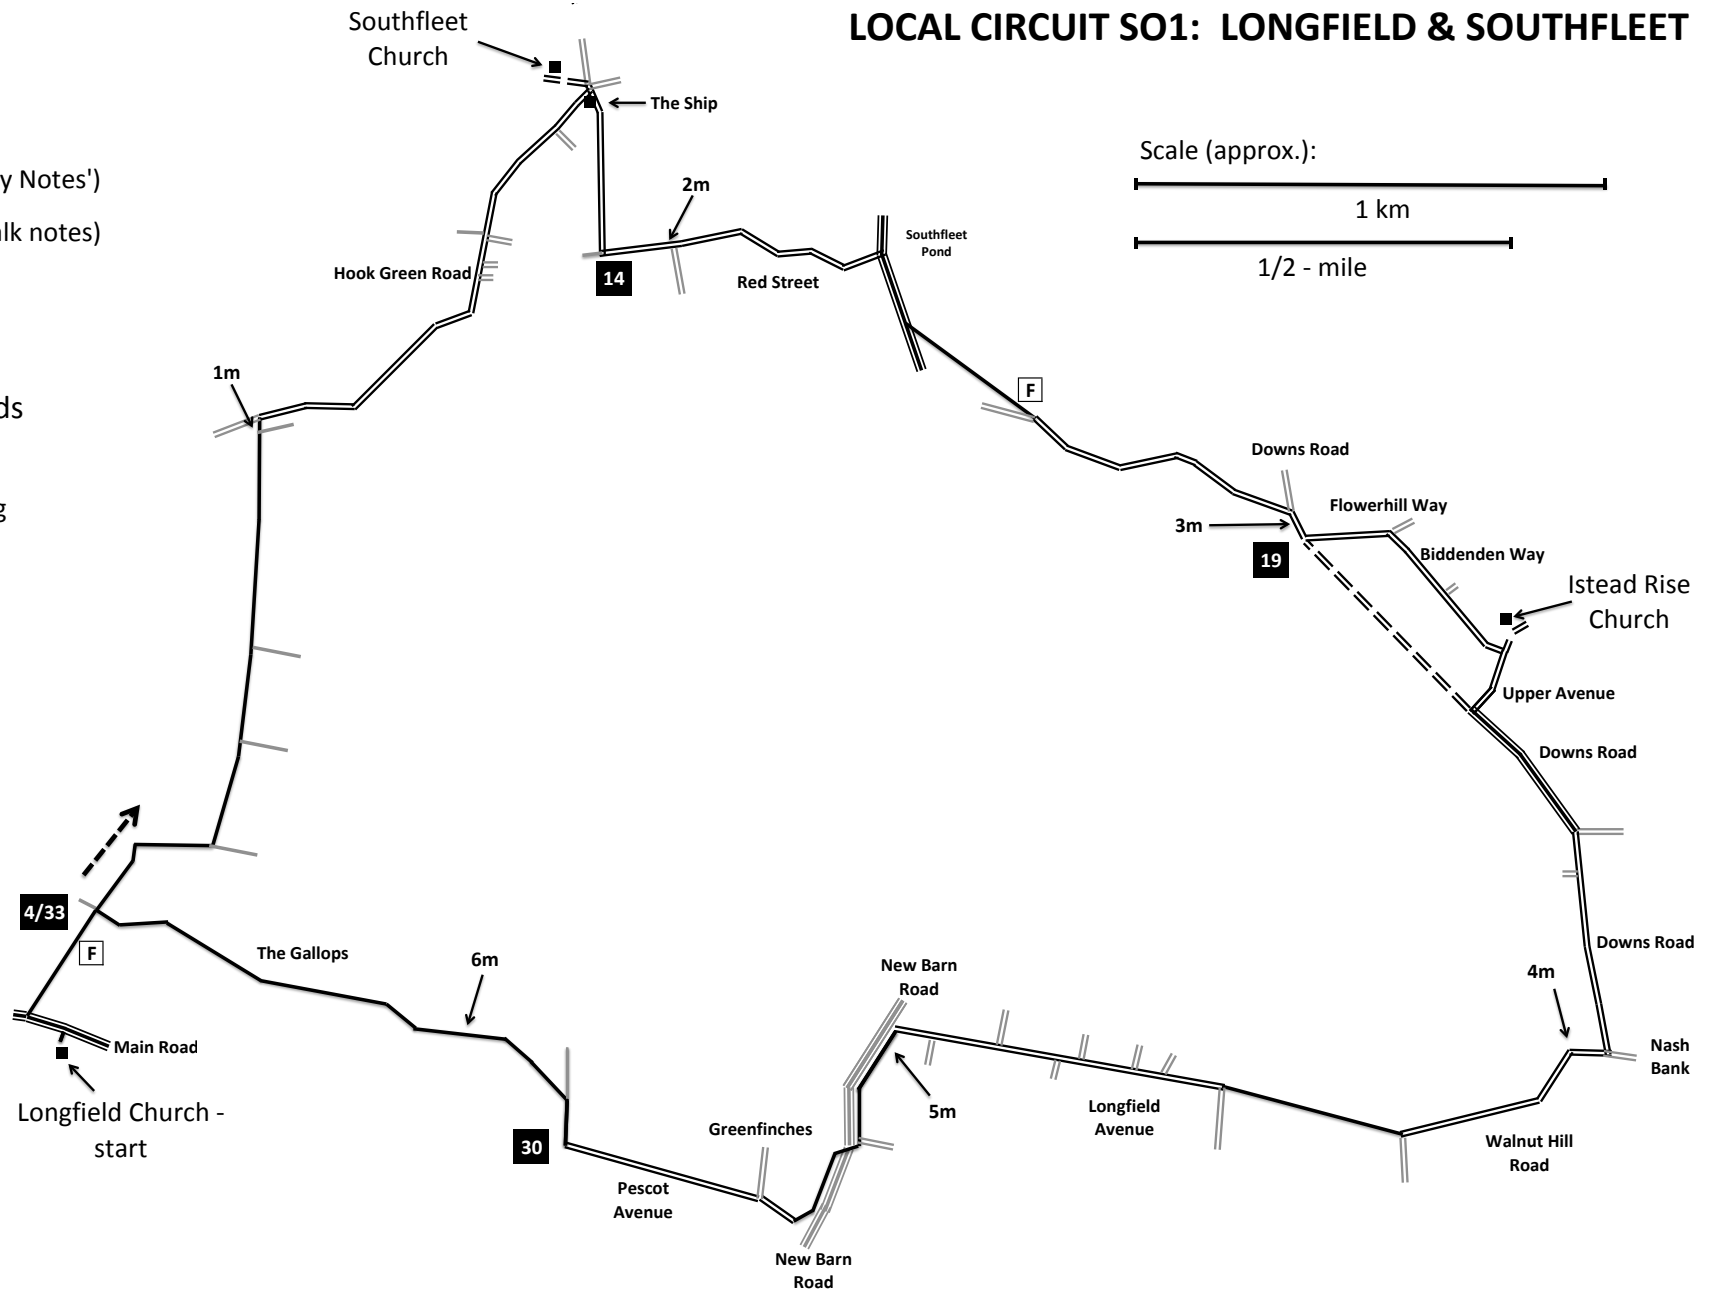 LOCAL CIRCUIT SO1: LONGFIELD & SOUTHFLEET
Southfleet
Church
The Ship
y Notes')
lk notes)
Scale (approx.):
1 km
1/2 - mile
2m
Southfleet
Pond
Hook Green Road
14
Red Street
1m
ds
F
g
Downs Road
Flowerhill Way
3m
19
Biddenden Way
Istead Rise
Church
Upper Avenue
Downs Road
4/33
F
The Gallops
6m
New Barn
Road
Downs Road
4m
Main Road
Nash
Bank
Longfield Church -
start
5m
Longfield
Avenue
Greenfinches
30
Walnut Hill
Road
Pescot
Avenue
New Barn
Road